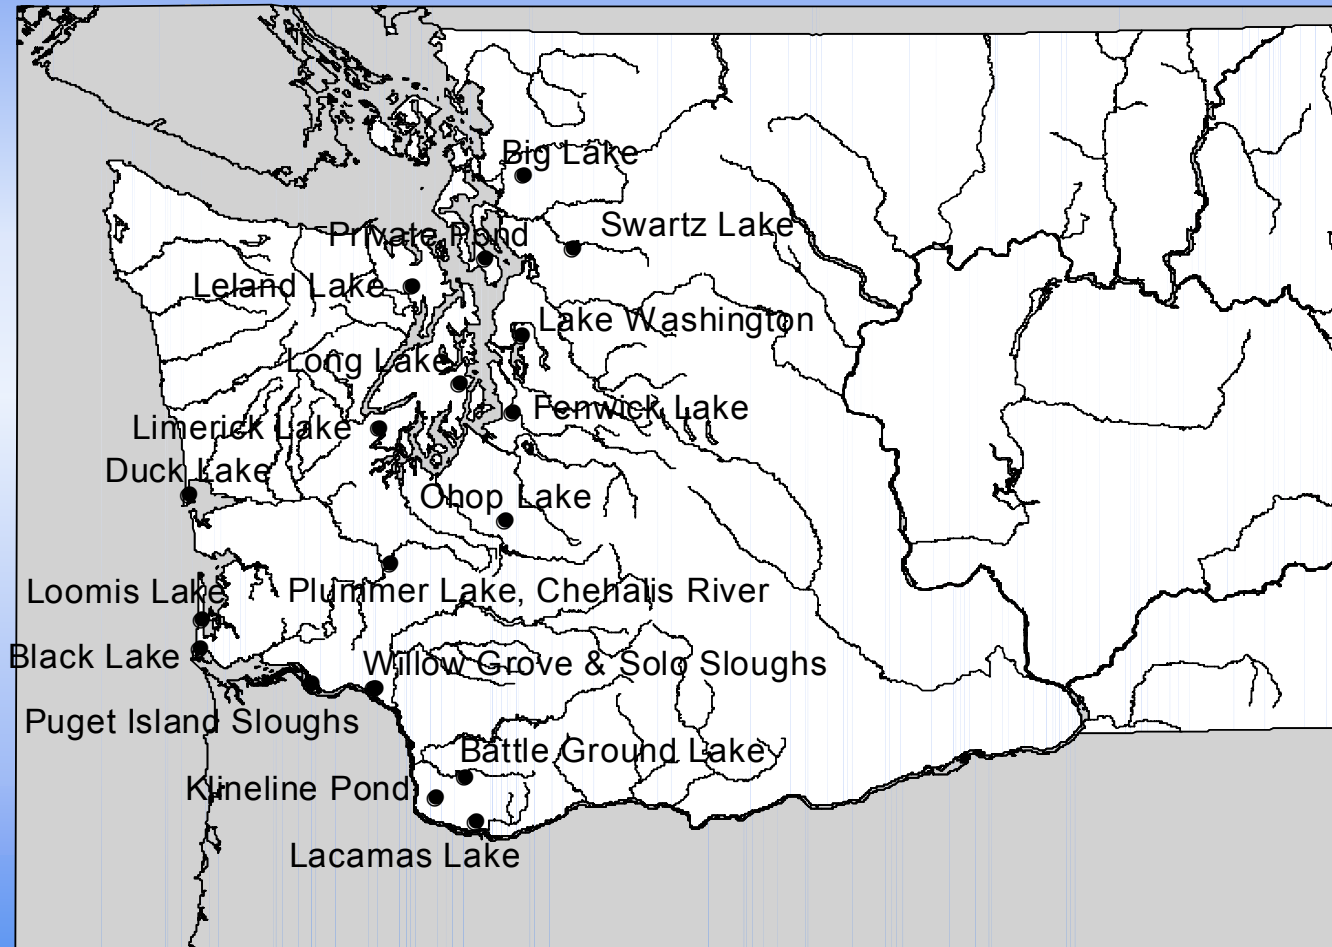 Big Lake
Swartz Lake
Private Pond
Leland Lake
Lake Washington
Long Lake
Fenwick Lake
Limerick Lake
Duck Lake
Ohop Lake
Loomis Lake
Plummer Lake, Chehalis River
Black Lake
Willow Grove & Solo Sloughs
Puget Island Sloughs
Battle Ground Lake
Klineline Pond
Lacamas Lake